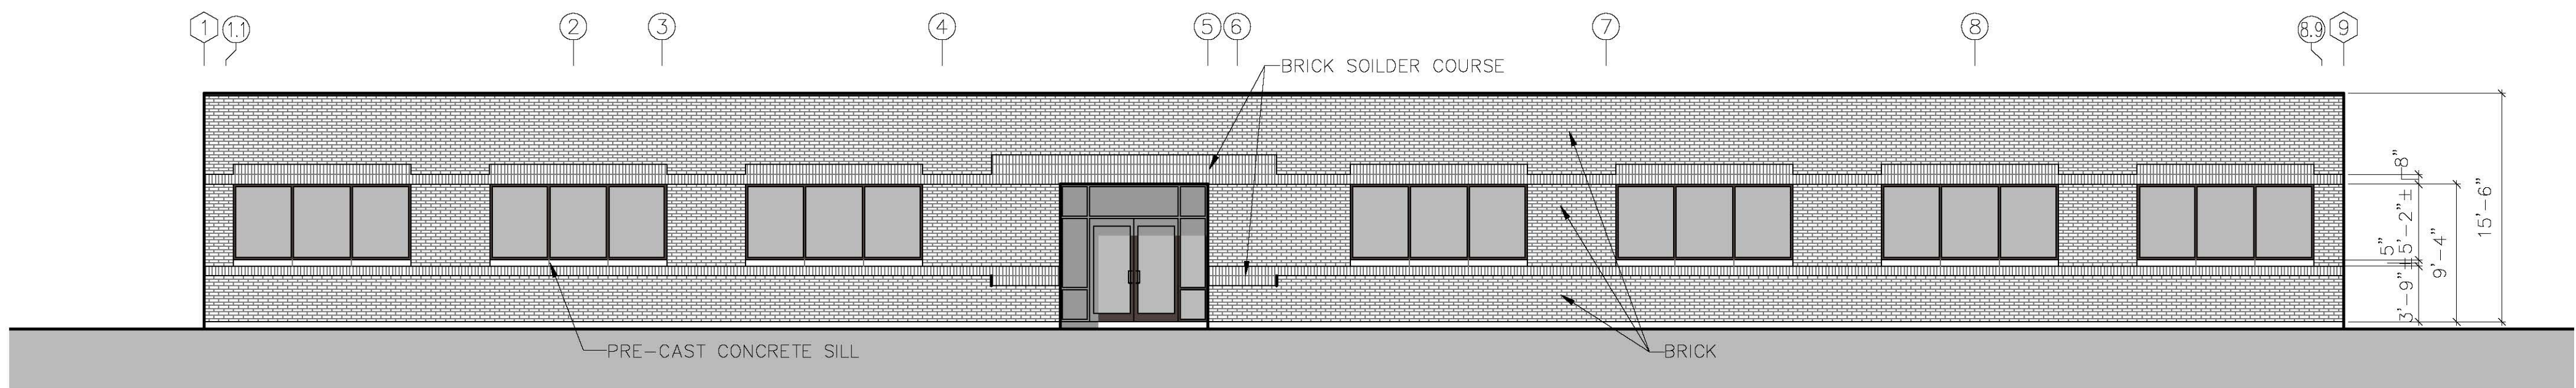 1 1.1 2 3 4 5 6 7 8 8.9 9
BRICK SOILDER COURSE
8"
5'-2"±
5"
3'-9"±
9'-4"
15'-6"
PRE-CAST CONCRETE SILL
BRICK